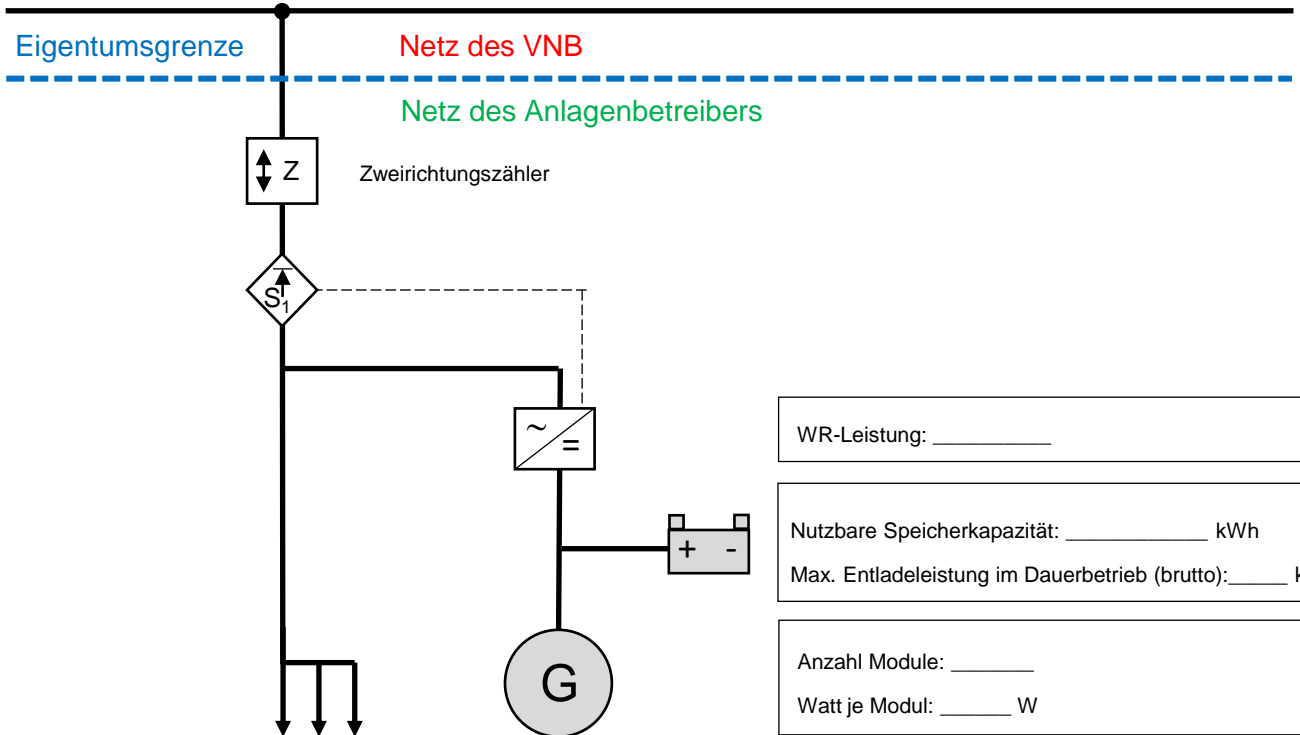 Eigentumsgrenze
Netz des VNB
Netz des Anlagenbetreibers
Z
Zweirichtungszähler
S₁
~
=
WR-Leistung: __________
+ -
Nutzbare Speicherkapazität: ____________ kWh
Max. Entladeleistung im Dauerbetrieb (brutto):_____ k
G
Anzahl Module: _______
Watt je Modul: ______ W